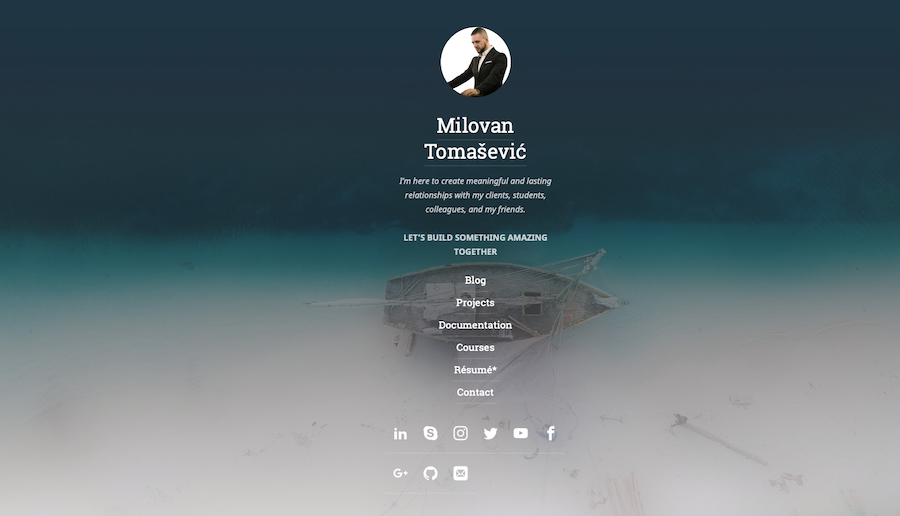 Milovan
Tomašević
I'm here to create meaningful and lasting
relationships with my clients, students,
colleagues, and my friends.
LET'S BUILD SOMETHING AMAZING
TOGETHER
Blog
Projects
Documentation
Courses
Résumé*
Contact